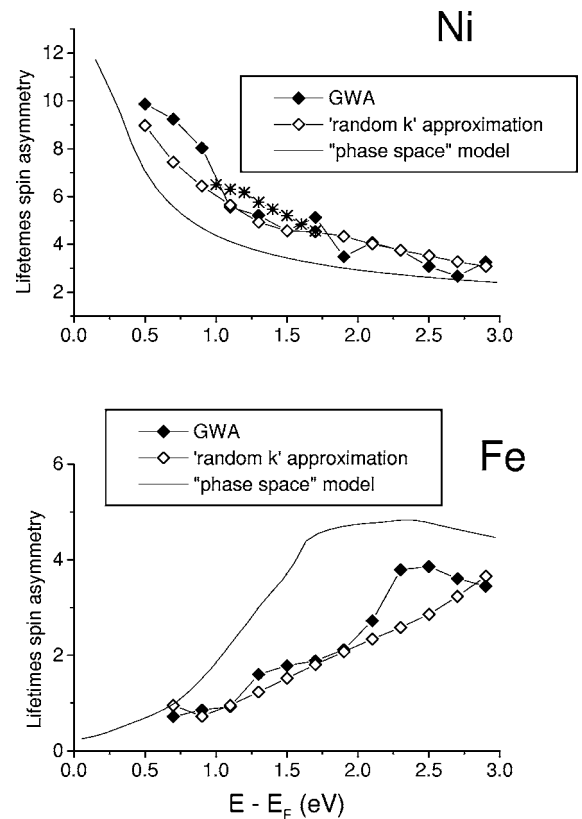 Ni
12
10
8
6
4
2
Lifetemes spin asymmetry
GWA
'random k' approximation
"phase space" model
0.0 0.5 1.0 1.5 2.0 2.5 3.0
Fe
6
4
2
0
Lifetimes spin asymmetry
GWA
'random k' approximation
"phase space" model
0.0 0.5 1.0 1.5 2.0 2.5 3.0
E - E_F (eV)